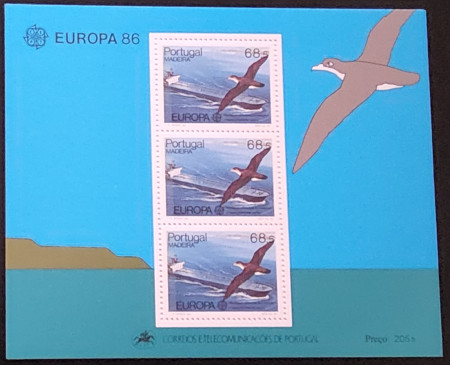 EUROPA 86
Portugal 68$
MADEIRA
EUROPA
Portugal 68$
MADEIRA
EUROPA
Portugal 68$
MADEIRA
EUROPA
CORREIOS E TELECOMUNICAÇÕES DE PORTUGAL
Preço: 206$